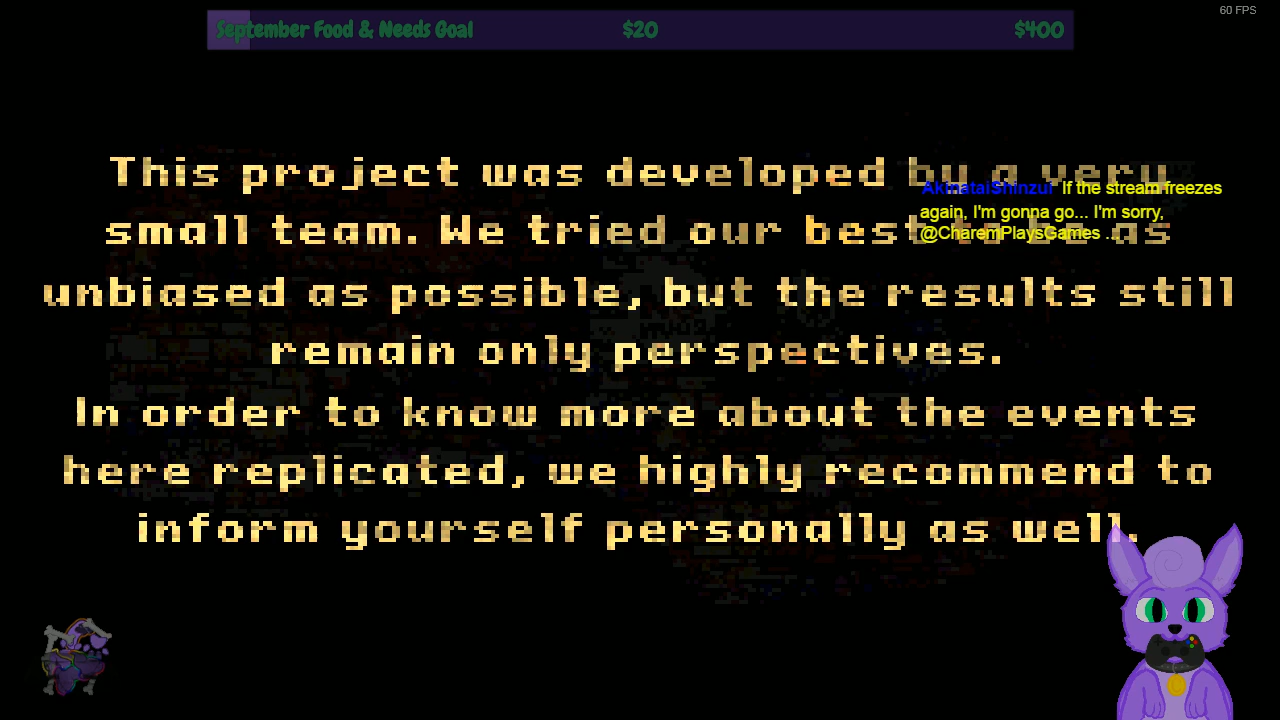 60 FPS
September Food & Needs Goal $20 $400
This project was developed by a very
small team. We tried our best to be as
unbiased as possible, but the results still
remain only perspectives.
In order to know more about the events
here replicated, we highly recommend to
inform yourself personally as well.
AkinataiShinzui If the stream freezes
again, I'm gonna go... I'm sorry,
@CharemPlaysGames ...